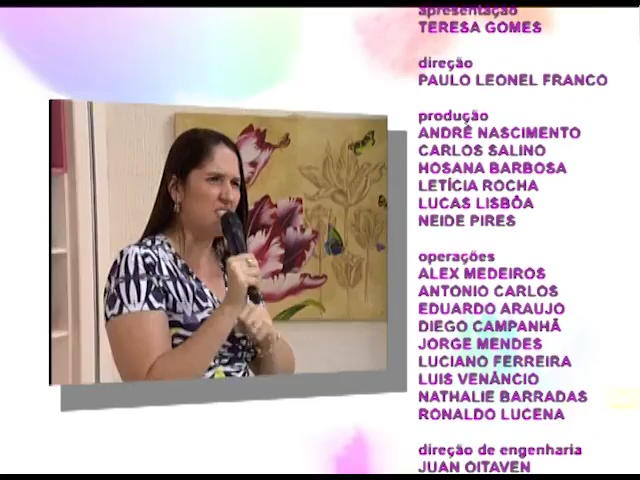 apresentação
TERESA GOMES
direção
PAULO LEONEL FRANCO
produção
ANDRÊ NASCIMENTO
CARLOS SALINO
HOSANA BARBOSA
LETÍCIA ROCHA
LUCAS LISBÔA
NEIDE PIRES
operações
ALEX MEDEIROS
ANTONIO CARLOS
EDUARDO ARAUJO
DIEGO CAMPANHÃ
JORGE MENDES
LUCIANO FERREIRA
LUIS VENÂNCIO
NATHALIE BARRADAS
RONALDO LUCENA
direção de engenharia
JUAN OITAVEN